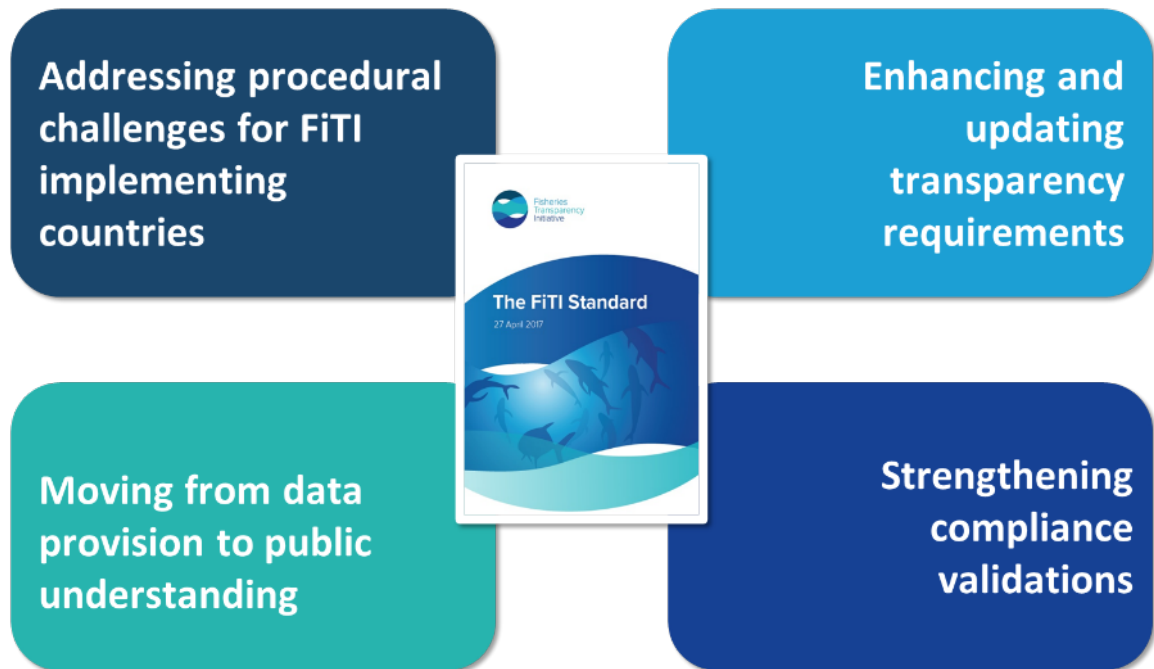 Addressing procedural
challenges for FiTI
implementing
countries
Enhancing and
updating
transparency
requirements
Fisheries
Transparency
Initiative
The FiTI Standard
27 April 2017
Moving from data
provision to public
understanding
Strengthening
compliance
validations